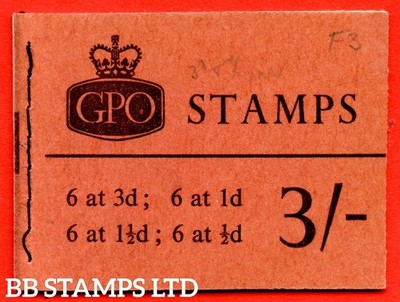 F3
GPO STAMPS
6 at 3d; 6 at 1d
6 at 1½d; 6 at ½d
3/-
BB STAMPS LTD